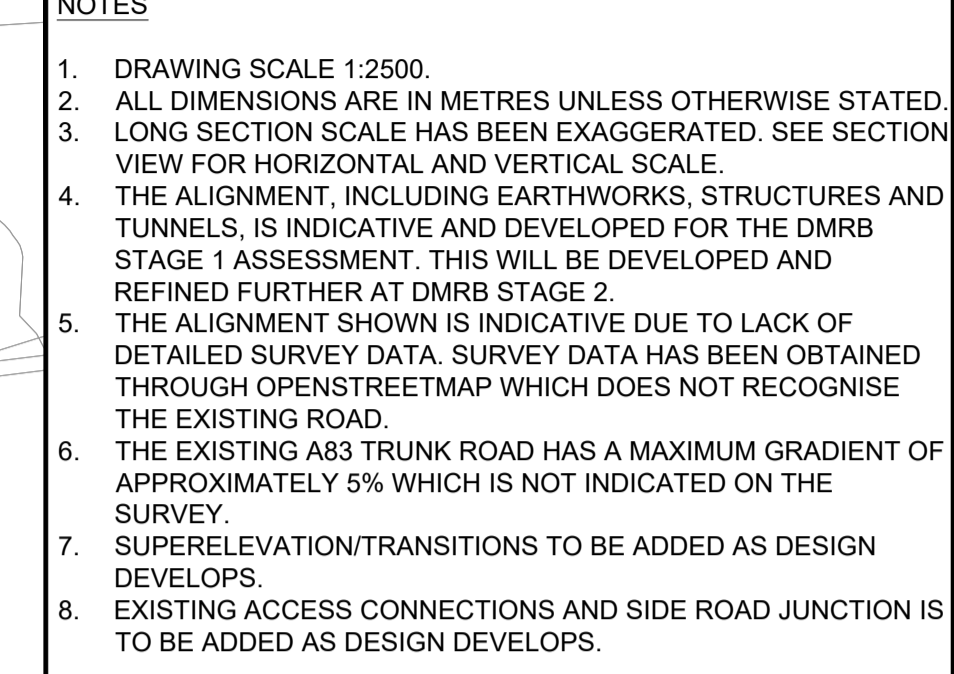 NOTES
1. DRAWING SCALE 1:2500.
2. ALL DIMENSIONS ARE IN METRES UNLESS OTHERWISE STATED.
3. LONG SECTION SCALE HAS BEEN EXAGGERATED. SEE SECTION
VIEW FOR HORIZONTAL AND VERTICAL SCALE.
4. THE ALIGNMENT, INCLUDING EARTHWORKS, STRUCTURES AND
TUNNELS, IS INDICATIVE AND DEVELOPED FOR THE DMRB
STAGE 1 ASSESSMENT. THIS WILL BE DEVELOPED AND
REFINED FURTHER AT DMRB STAGE 2.
5. THE ALIGNMENT SHOWN IS INDICATIVE DUE TO LACK OF
DETAILED SURVEY DATA. SURVEY DATA HAS BEEN OBTAINED
THROUGH OPENSTREETMAP WHICH DOES NOT RECOGNISE
THE EXISTING ROAD.
6. THE EXISTING A83 TRUNK ROAD HAS A MAXIMUM GRADIENT OF
APPROXIMATELY 5% WHICH IS NOT INDICATED ON THE
SURVEY.
7. SUPERELEVATION/TRANSITIONS TO BE ADDED AS DESIGN
DEVELOPS.
8. EXISTING ACCESS CONNECTIONS AND SIDE ROAD JUNCTION IS
TO BE ADDED AS DESIGN DEVELOPS.